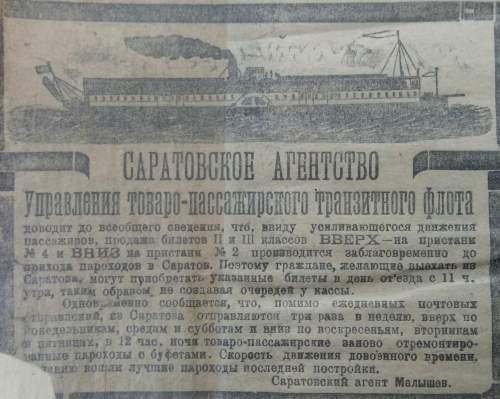 САРАТОВСКОЕ АГЕНТСТВО
Управления товаро-пассажирского транзитного флота
доводит до всеобщего сведения, что, ввиду усиливающегося движения
пассажиров, продажа билетов II и III классов ВВЕРХ—на пристани
№ 4 и ВНИЗ на пристани № 2 производится заблаговременно до
прихода пароходов в Саратов. Поэтому граждане, желающие выехать из
Саратова, могут приобретать указанные билеты в день от'езда с 11 ч.
утра, таким образом, не создавая очередей у кассы.
Одновременно сообщается, что, помимо ежедневных почтовых
отправлений, из Саратова отправляются три раза в неделю, вверх по
понедельникам, средам и субботам и вниз по воскресеньям, вторникам
и пятницам, в 12 час. ночи товаро-пассажирские заново отремонтиро-
ванные пароходы с буфетами. Скорость движения довоенного времени.
вошли лучшие пароходы последней постройки.
Саратовский агент Малышев.